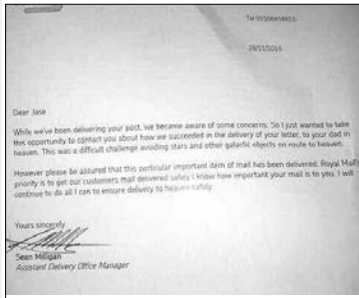 Tel 01506658615
28/11/2018
Dear Jase
While we've been delivering your post, we became aware of some concerns. So I just wanted to take
this opportunity to contact you about how we succeeded in the delivery of your letter, to your dad in
heaven. This was a difficult challenge avoiding stars and other galactic objects on route to heaven.
However please be assured that this particular important item of mail has been delivered. Royal Mail's
priority is to get our customers mail delivered safely I know how important your mail is to you. I will
continue to do all I can to ensure delivery to heaven safely.
Yours sincerely
Sean Milligan
Assistant Delivery Office Manager